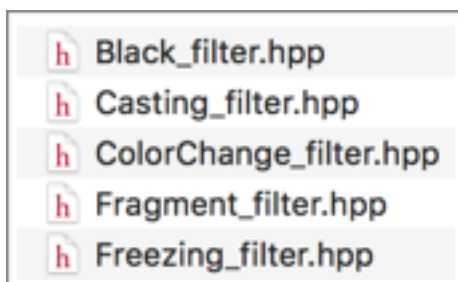 h Black_filter.hpp
h Casting_filter.hpp
h ColorChange_filter.hpp
h Fragment_filter.hpp
h Freezing_filter.hpp